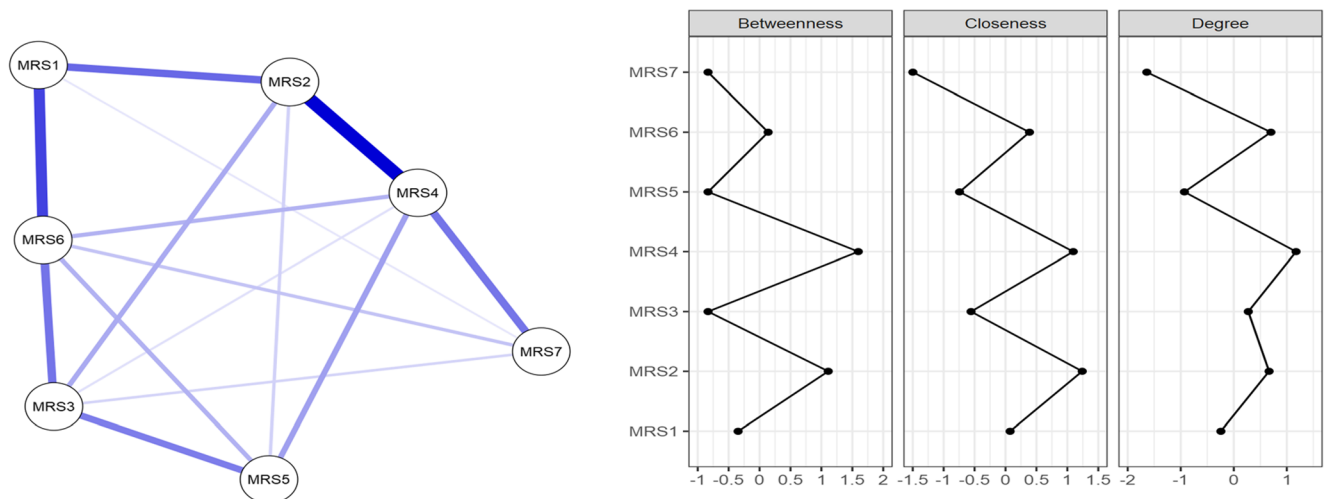 MRS1
MRS2
MRS4
MRS6
MRS7
MRS3
MRS5
Betweenness Closeness Degree
MRS7
MRS6
MRS5
MRS4
MRS3
MRS2
MRS1
-1 -0.5 0 0.5 1 1.5 2 -1.5 -1 -0.5 0 0.5 1 1.5 -2 -1 0 1